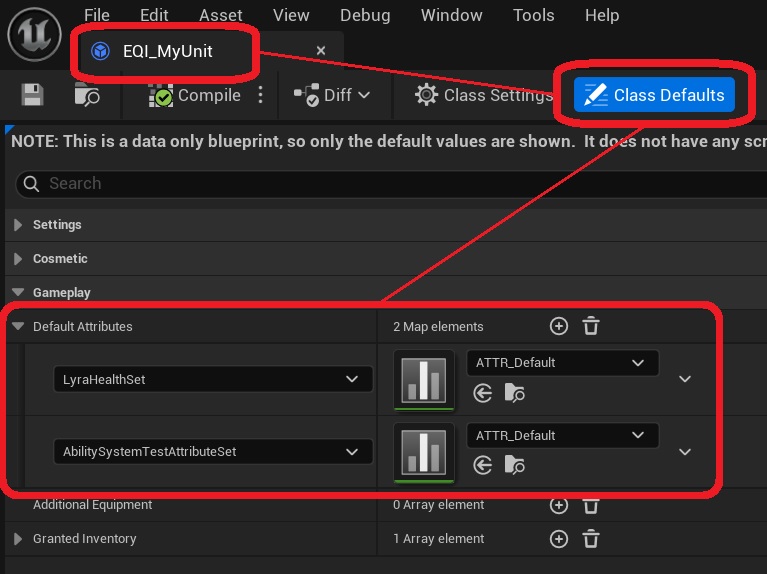 File Edit Asset View Debug Window Tools Help
EQI_MyUnit
Compile Diff Class Settings Class Defaults
NOTE: This is a data only blueprint, so only the default values are shown. It does not have any scr
Search
Settings
Cosmetic
Gameplay
Default Attributes 2 Map elements
LyraHealthSet ATTR_Default
AbilitySystemTestAttributeSet ATTR_Default
Additional Equipment 0 Array element
Granted Inventory 1 Array element